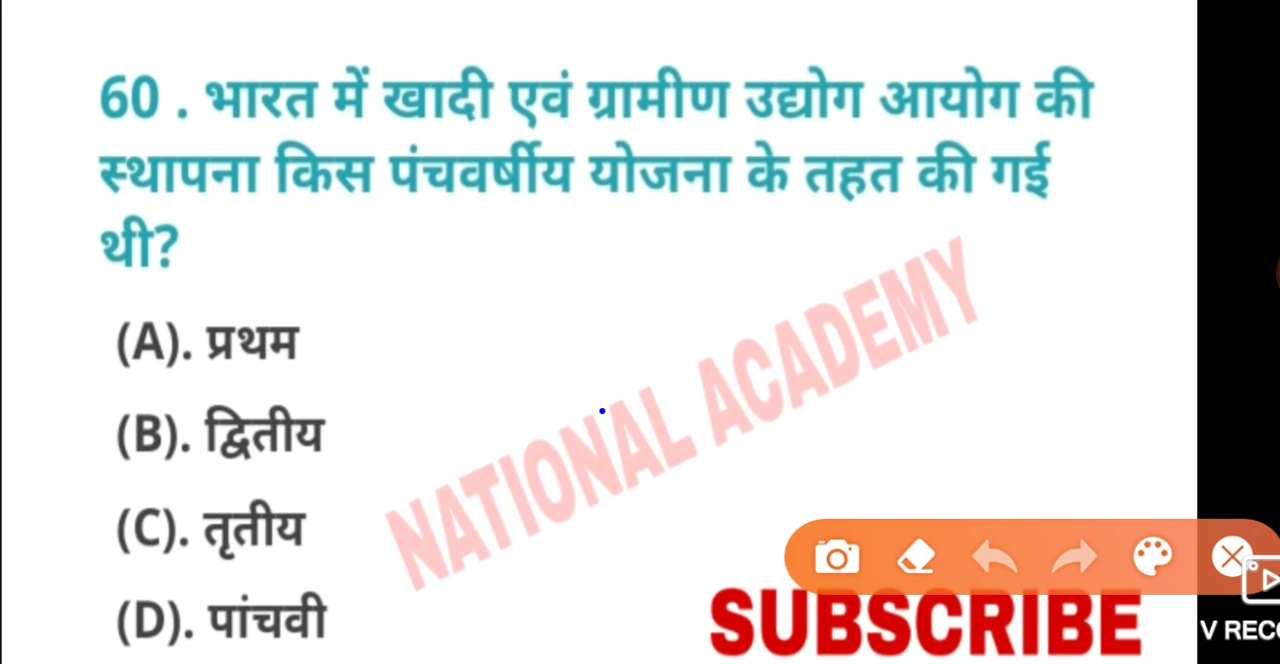 60 . भारत में खादी एवं ग्रामीण उद्योग आयोग की
स्थापना किस पंचवर्षीय योजना के तहत की गई
थी?
(A). प्रथम
(B). द्वितीय
(C). तृतीय
(D). पांचवी
NATIONAL ACADEMY
SUBSCRIBE
V REC